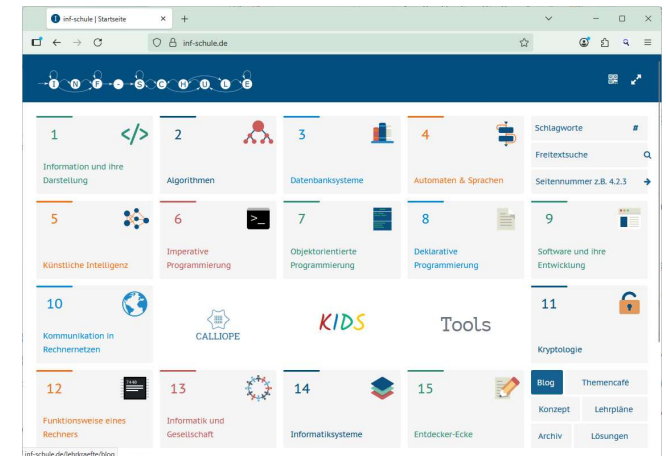 inf-schule | Startseite
inf-schule.de
I N F - S C H U L E
1
Information und ihre
Darstellung
2
Algorithmen
3
Datenbanksysteme
4
Automaten & Sprachen
Schlagworte #
Freitextsuche
Seitennummer z.B. 4.2.3
5
Künstliche Intelligenz
6
Imperative
Programmierung
7
Objektorientierte
Programmierung
8
Deklarative
Programmierung
9
Software und ihre
Entwicklung
10
Kommunikation in
Rechnernetzen
CALLIOPE
KIDS
Tools
11
Kryptologie
12
Funktionsweise eines
Rechners
13
Informatik und
Gesellschaft
14
Informatiksysteme
15
Entdecker-Ecke
Blog Themencafé
Konzept Lehrpläne
Archiv Lösungen
inf-schule.de/lehrkraefte/blog